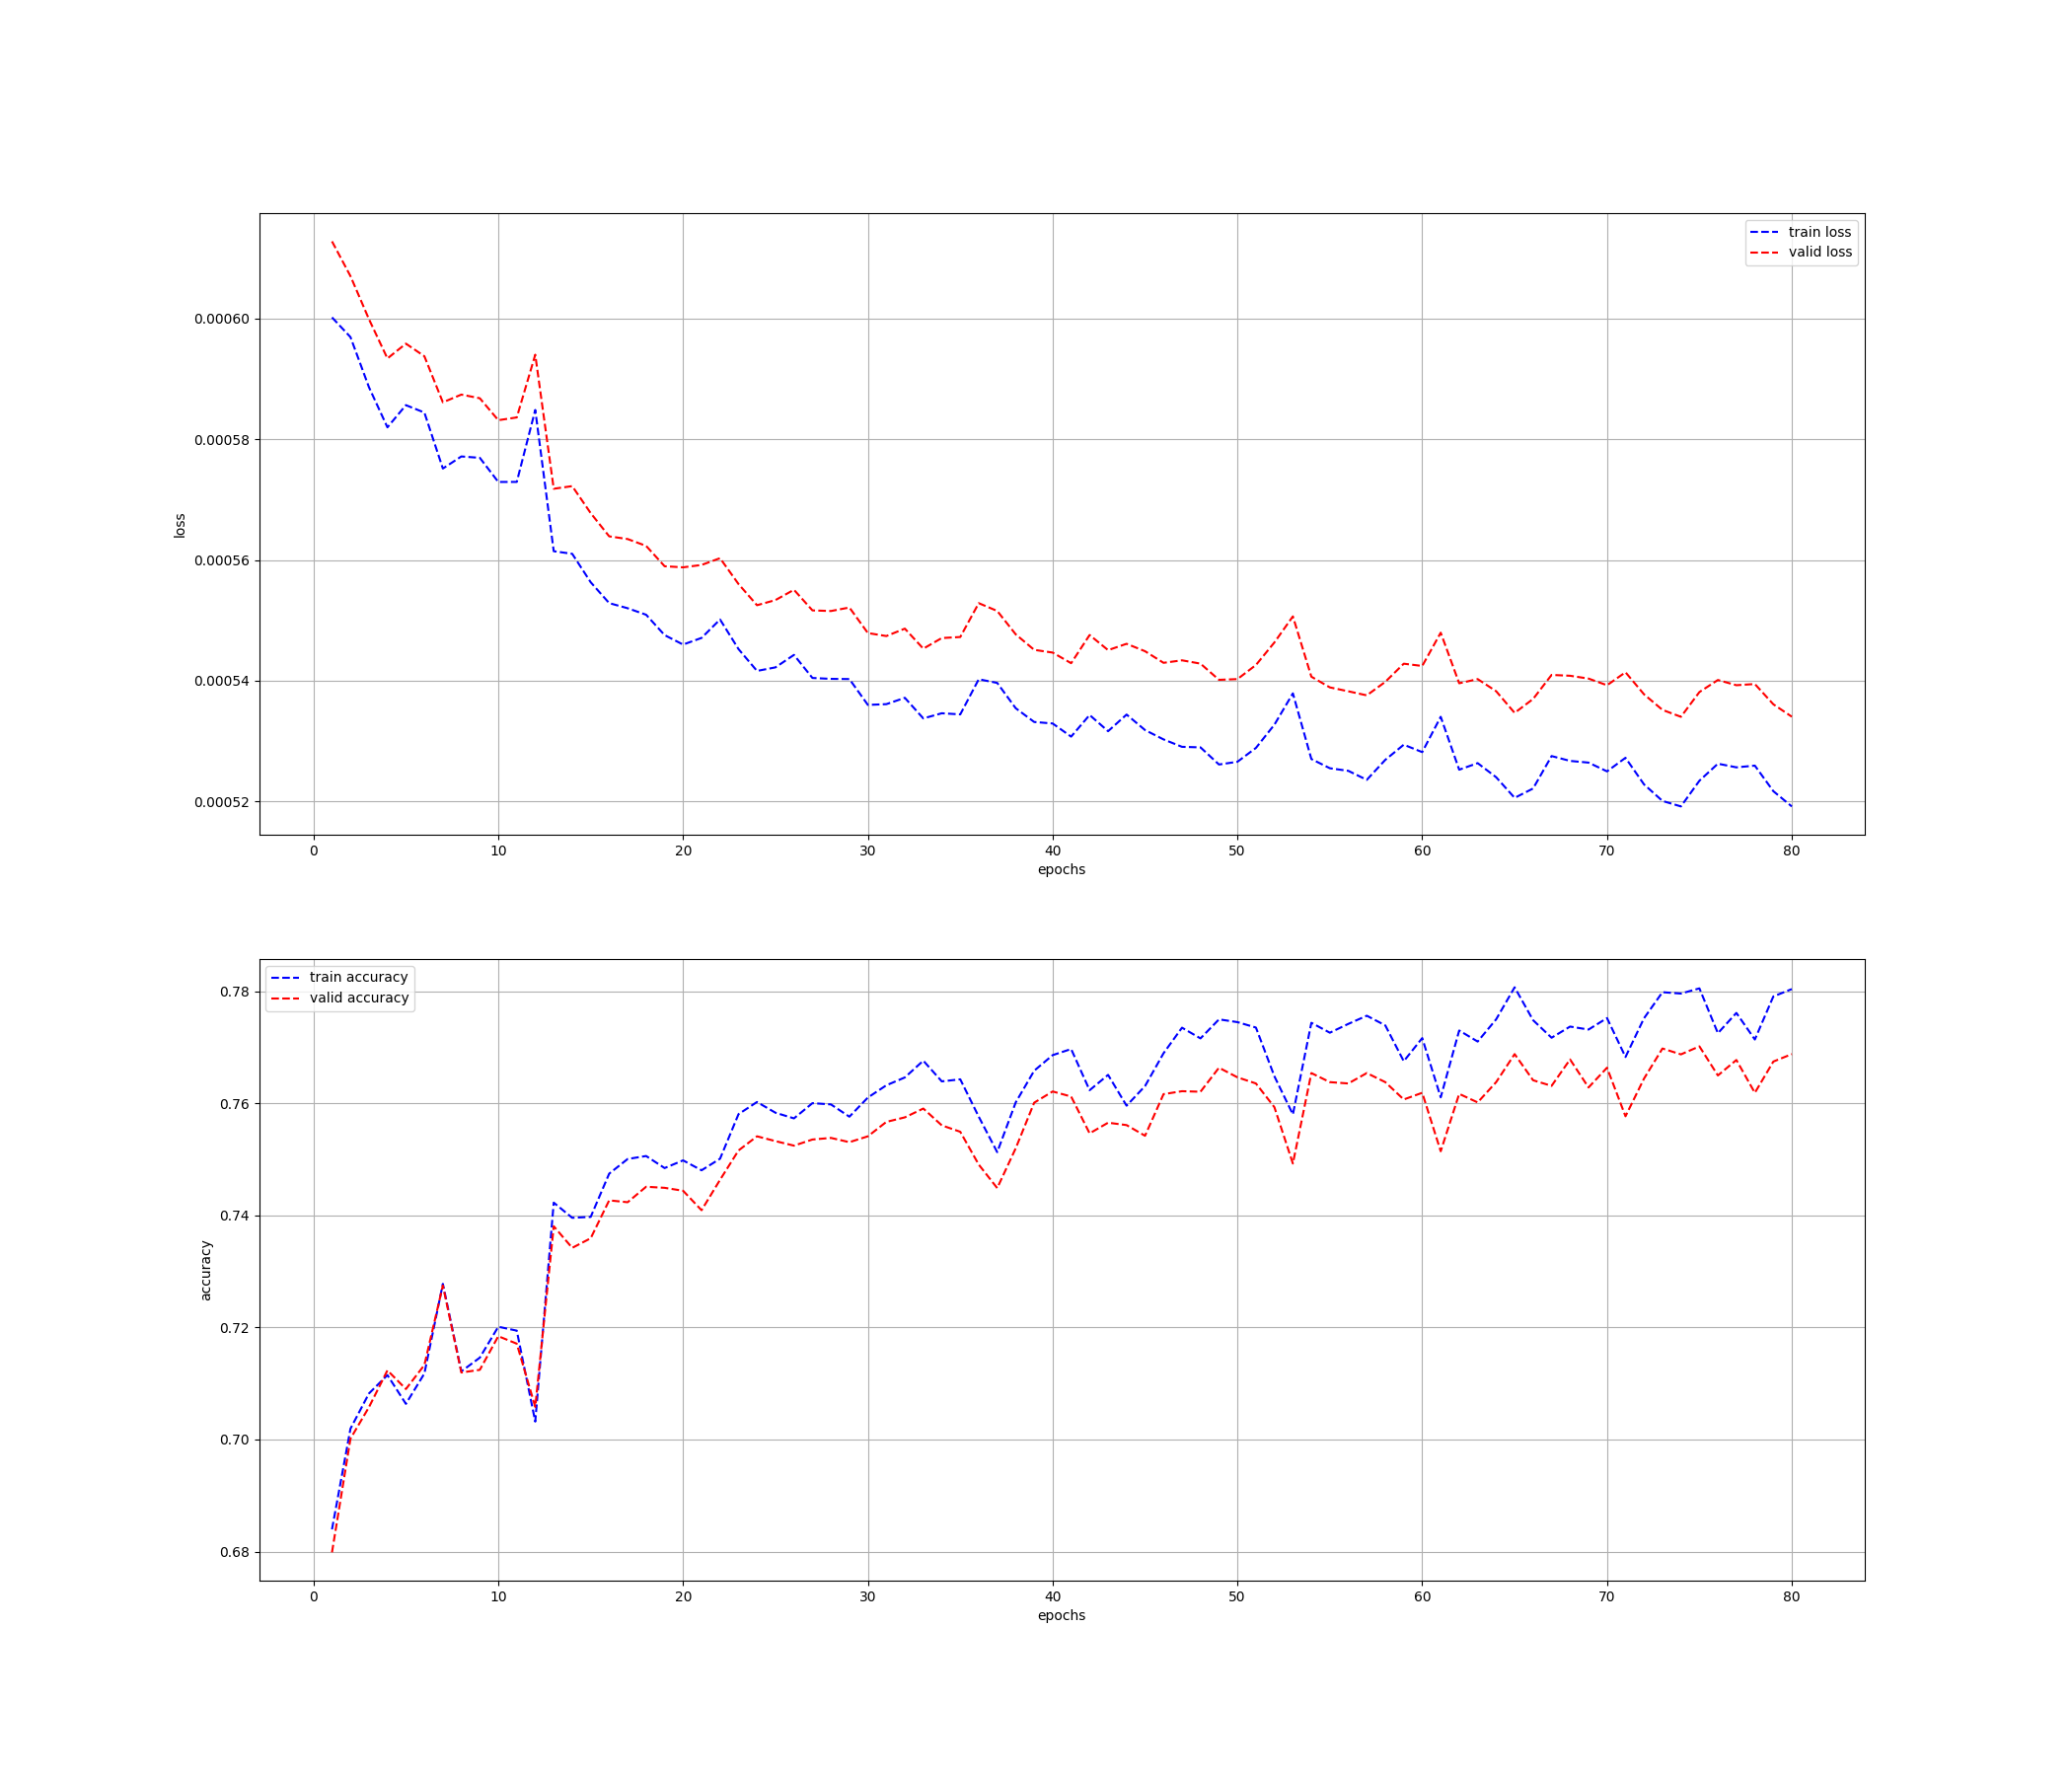 train loss
valid loss
0.00060
0.00058
0.00056
0.00054
0.00052
loss
0 10 20 30 40 50 60 70 80
epochs
train accuracy
valid accuracy
0.78
0.76
0.74
0.72
0.70
0.68
accuracy
0 10 20 30 40 50 60 70 80
epochs